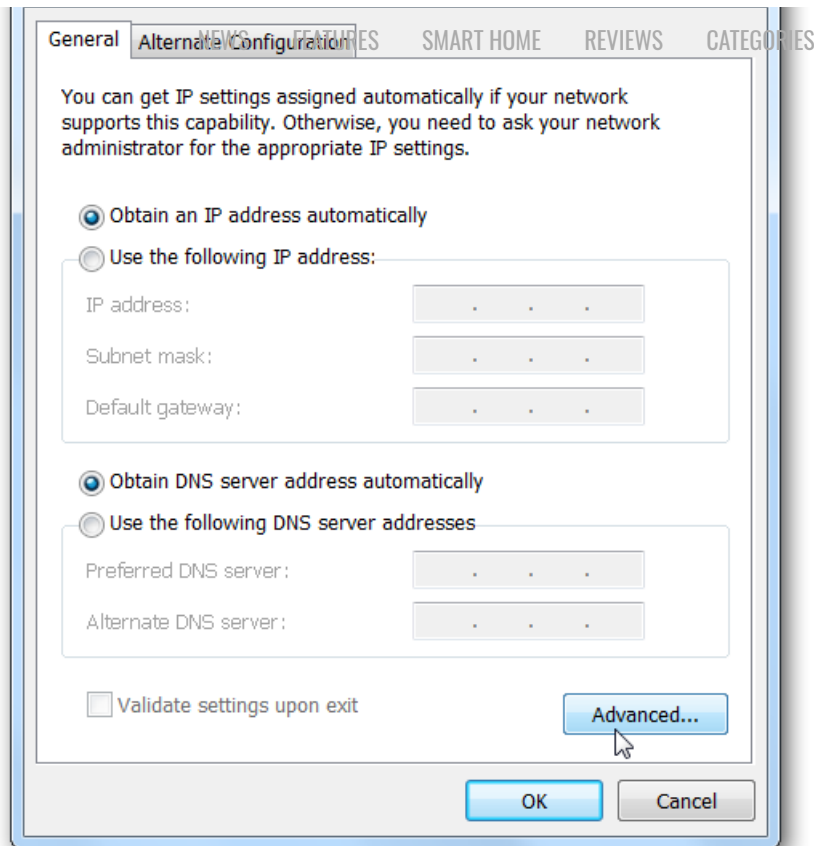 General
Alternate Configuration
NEWS FEATURES SMART HOME REVIEWS CATEGORIES
You can get IP settings assigned automatically if your network
supports this capability. Otherwise, you need to ask your network
administrator for the appropriate IP settings.
Obtain an IP address automatically
Use the following IP address:
IP address:
Subnet mask:
Default gateway:
Obtain DNS server address automatically
Use the following DNS server addresses
Preferred DNS server:
Alternate DNS server:
Validate settings upon exit
Advanced...
OK Cancel